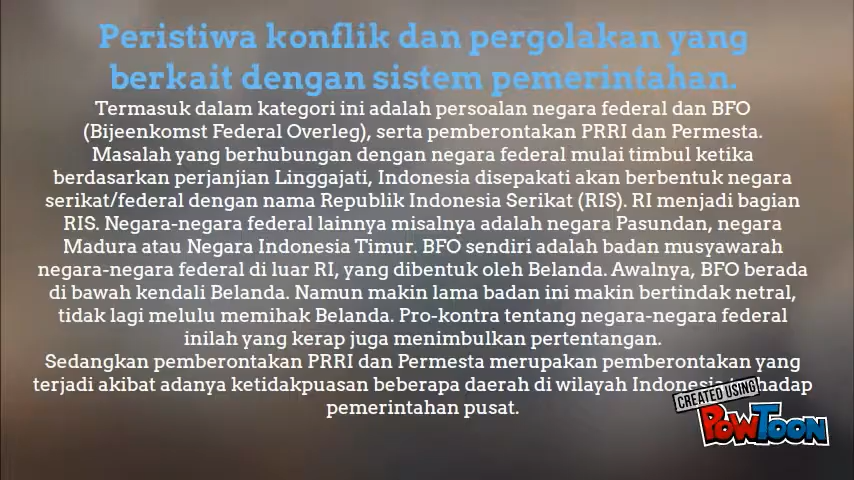 Peristiwa konflik dan pergolakan yang
berkait dengan sistem pemerintahan.
Termasuk dalam kategori ini adalah persoalan negara federal dan BFO
(Bijeenkomst Federal Overleg), serta pemberontakan PRRI dan Permesta.
Masalah yang berhubungan dengan negara federal mulai timbul ketika
berdasarkan perjanjian Linggajati, Indonesia disepakati akan berbentuk negara
serikat/federal dengan nama Republik Indonesia Serikat (RIS). RI menjadi bagian
RIS. Negara-negara federal lainnya misalnya adalah negara Pasundan, negara
Madura atau Negara Indonesia Timur. BFO sendiri adalah badan musyawarah
negara-negara federal di luar RI, yang dibentuk oleh Belanda. Awalnya, BFO berada
di bawah kendali Belanda. Namun makin lama badan ini makin bertindak netral,
tidak lagi melulu memihak Belanda. Pro-kontra tentang negara-negara federal
inilah yang kerap juga menimbulkan pertentangan.
Sedangkan pemberontakan PRRI dan Permesta merupakan pemberontakan yang
terjadi akibat adanya ketidakpuasan beberapa daerah di wilayah Indonesia
pemerintahan pusat.
CREATED USING
POWTOON